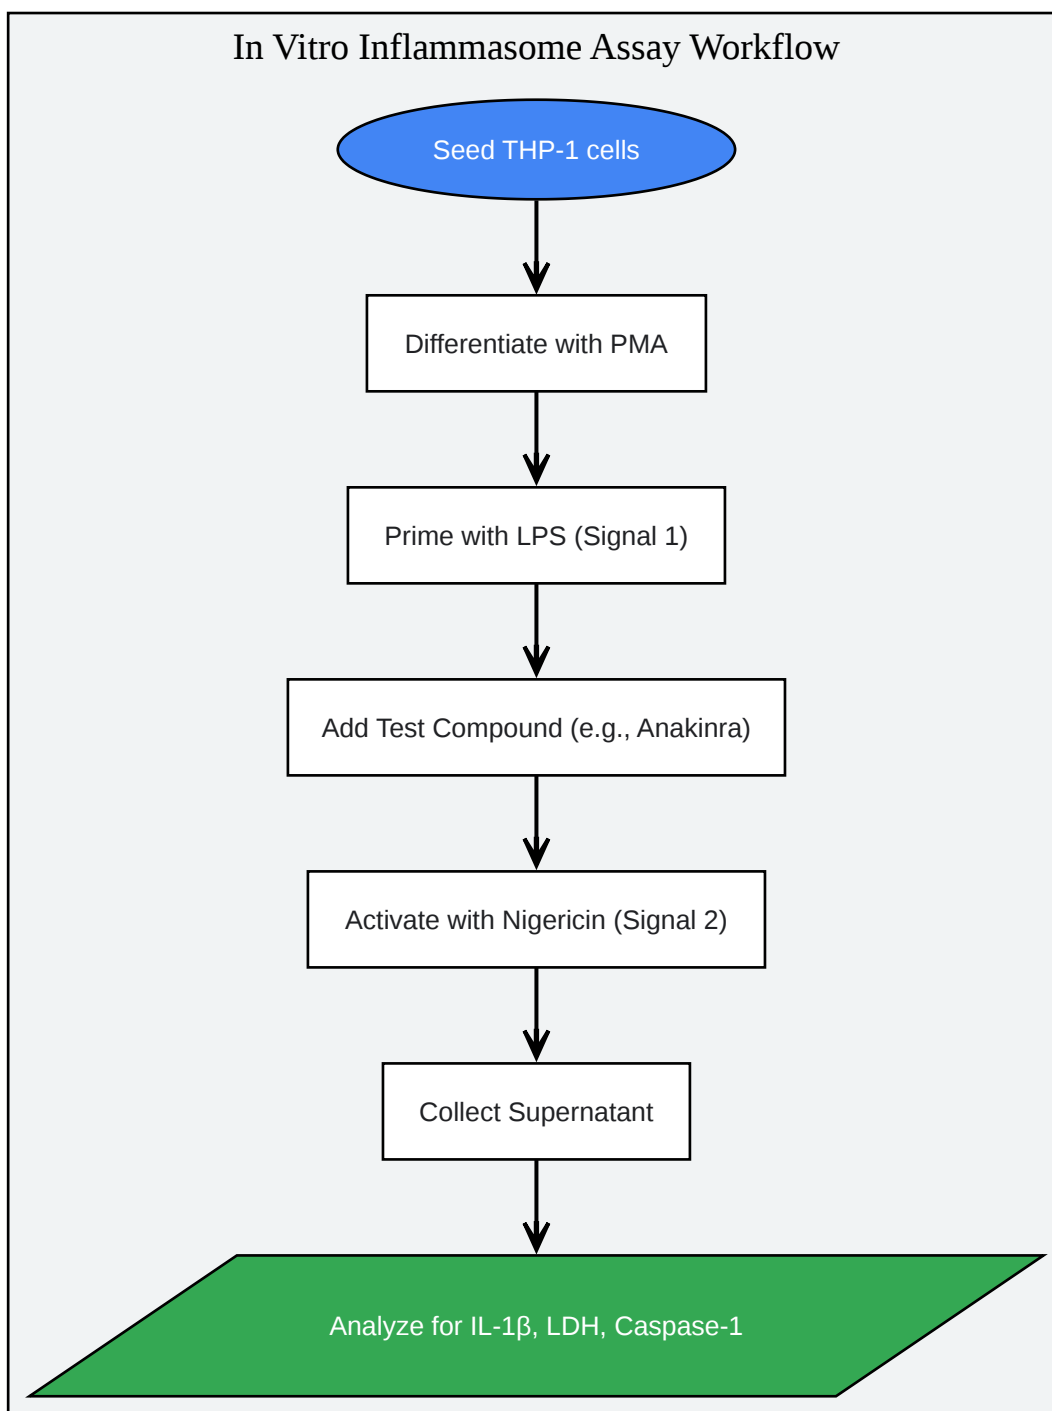 In Vitro Inflammasome Assay Workflow
Seed THP-1 cells
Differentiate with PMA
Prime with LPS (Signal 1)
Add Test Compound (e.g., Anakinra)
Activate with Nigericin (Signal 2)
Collect Supernatant
Analyze for IL-1β, LDH, Caspase-1